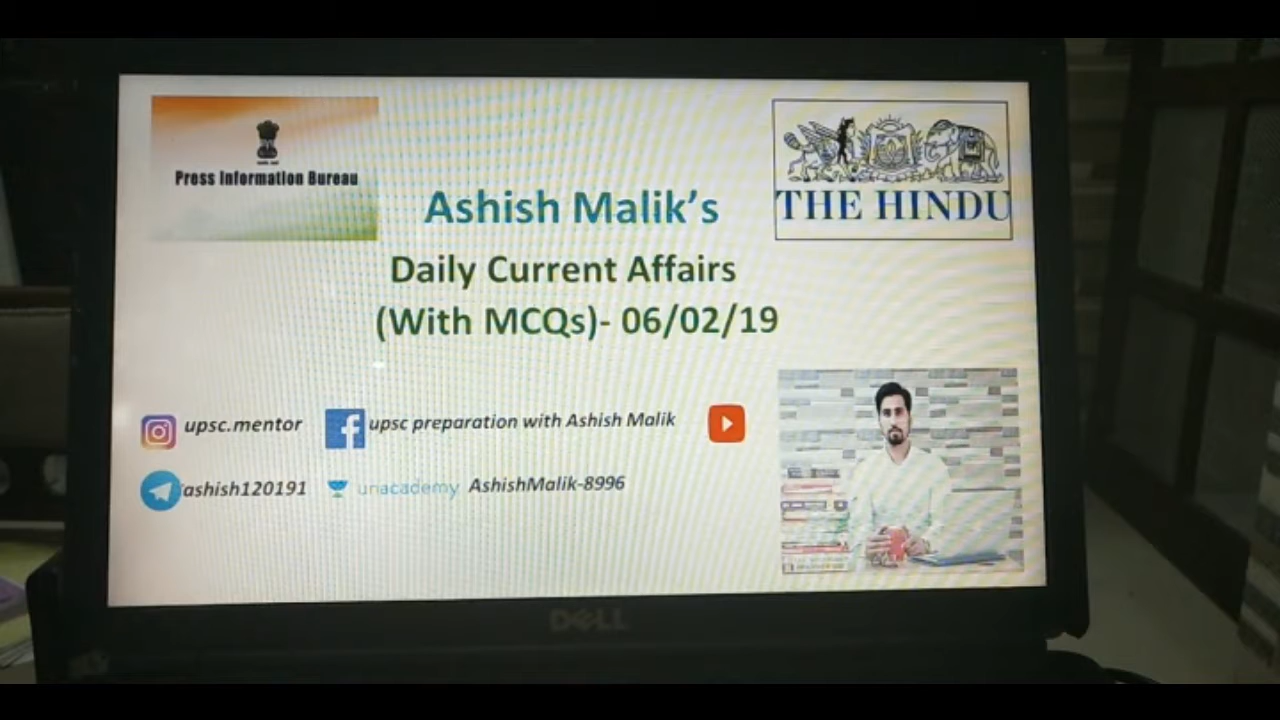 Press Information Bureau
THE HINDU
Ashish Malik's
Daily Current Affairs
(With MCQs)- 06/02/19
upsc.mentor
upsc preparation with Ashish Malik
ashish120191
unacademy AshishMalik-8996
DELL